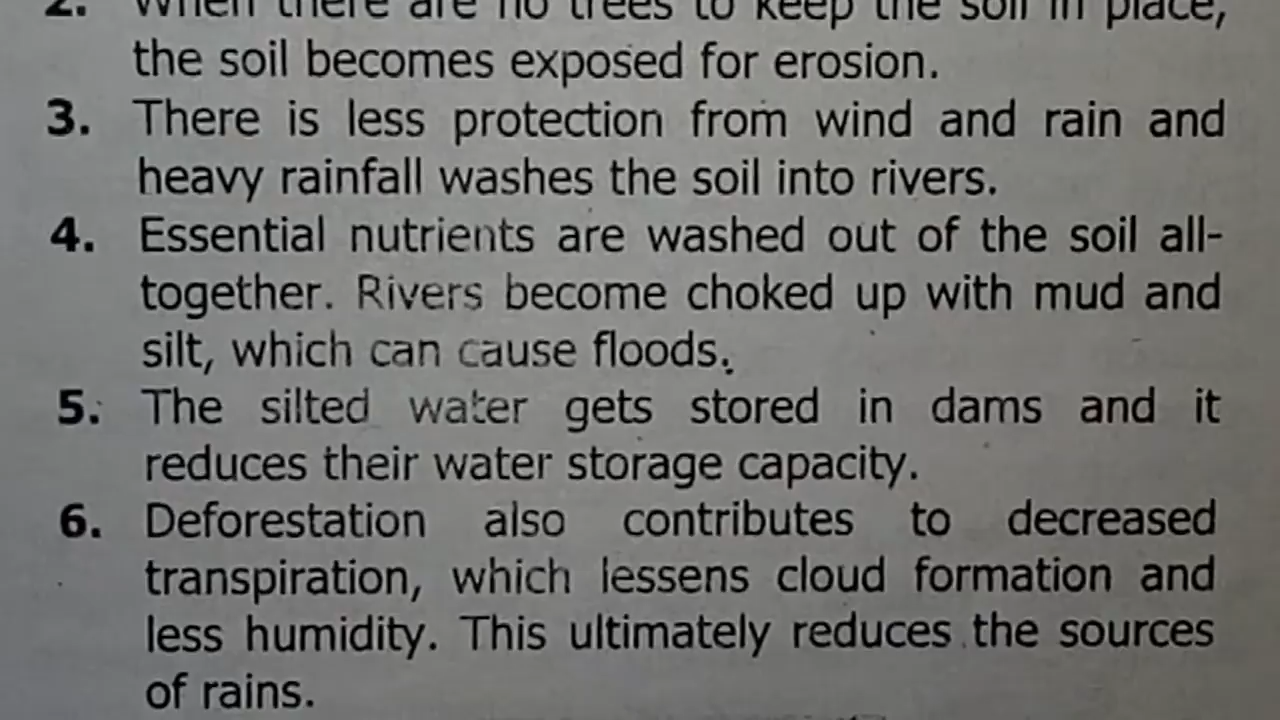 2. When there are no trees to keep the soil in place,
the soil becomes exposed for erosion.
3. There is less protection from wind and rain and
heavy rainfall washes the soil into rivers.
4. Essential nutrients are washed out of the soil all-
together. Rivers become choked up with mud and
silt, which can cause floods.
5. The silted water gets stored in dams and it
reduces their water storage capacity.
6. Deforestation also contributes to decreased
transpiration, which lessens cloud formation and
less humidity. This ultimately reduces the sources
of rains.